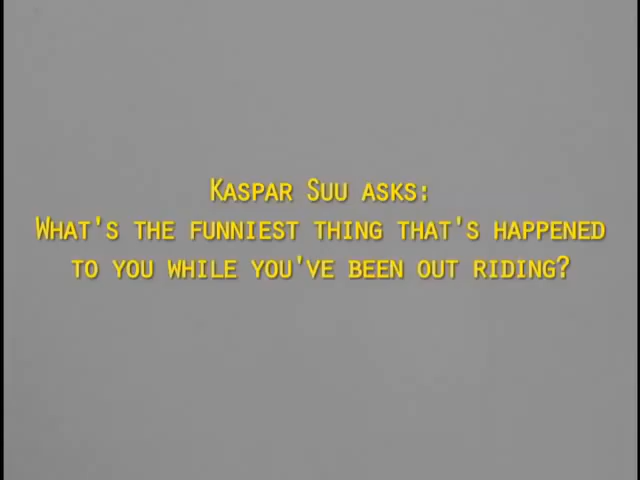 Kaspar Suu asks:
What's the funniest thing that's happened
to you while you've been out riding?